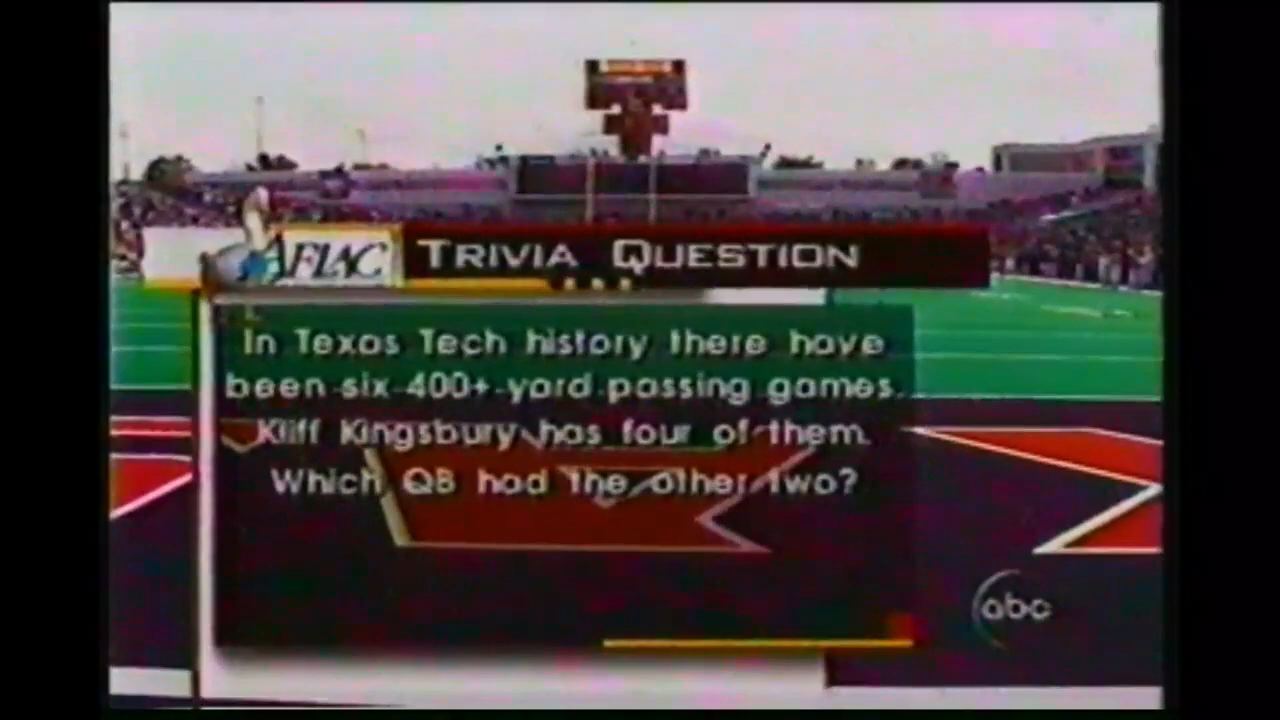 AFLAC TRIVIA QUESTION
In Texas Tech history there have
been six 400+-yard passing games.
Kliff Kingsbury has four of them.
Which QB had the other two?
abc